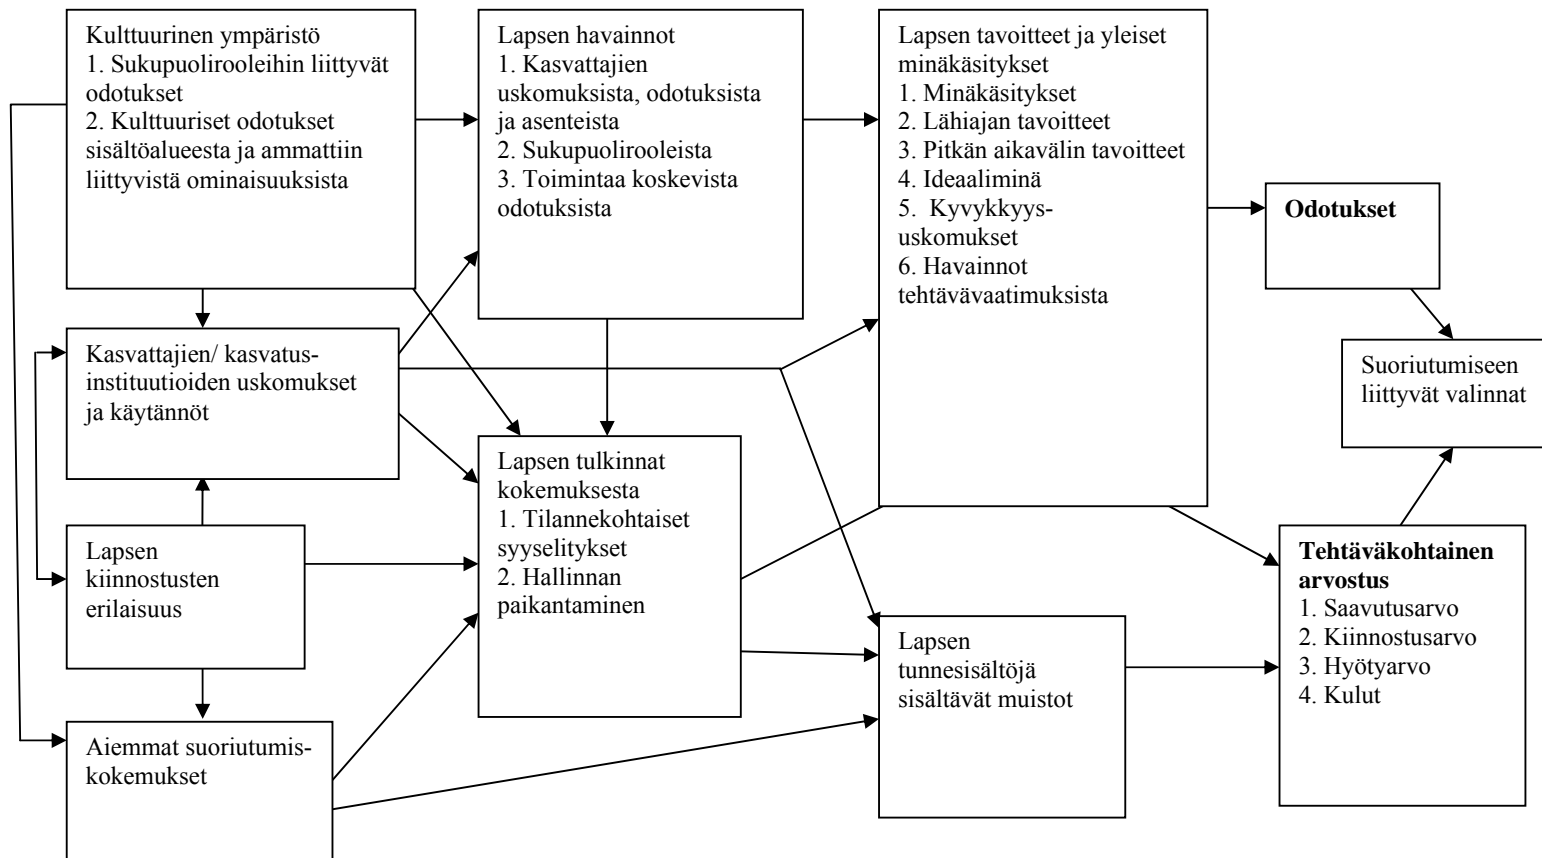 Kulttuurinen ympäristö
1. Sukupuolirooleihin liittyvät
odotukset
2. Kulttuuriset odotukset
sisältöalueesta ja ammattiin
liittyvistä ominaisuuksista
Lapsen havainnot
1. Kasvattajien
uskomuksista, odotuksista
ja asenteista
2. Sukupuolirooleista
3. Toimintaa koskevista
odotuksista
Lapsen tavoitteet ja yleiset
minäkäsitykset
1. Minäkäsitykset
2. Lähiajan tavoitteet
3. Pitkän aikavälin tavoitteet
4. Ideaaliminä
5. Kyvykkyys-
uskomukset
6. Havainnot
tehtävävaatimuksista
Odotukset
Kasvattajien/ kasvatus-
instituutioiden uskomukset
ja käytännöt
Suoriutumiseen
liittyvät valinnat
Lapsen tulkinnat
kokemuksesta
1. Tilannekohtaiset
syyselitykset
2. Hallinnan
paikantaminen
Lapsen
kiinnostusten
erilaisuus
Tehtäväkohtainen
arvostus
1. Saavutusarvo
2. Kiinnostusarvo
3. Hyötyarvo
4. Kulut
Lapsen
tunnesisältöjä
sisältävät muistot
Aiemmat suoriutumis-
kokemukset